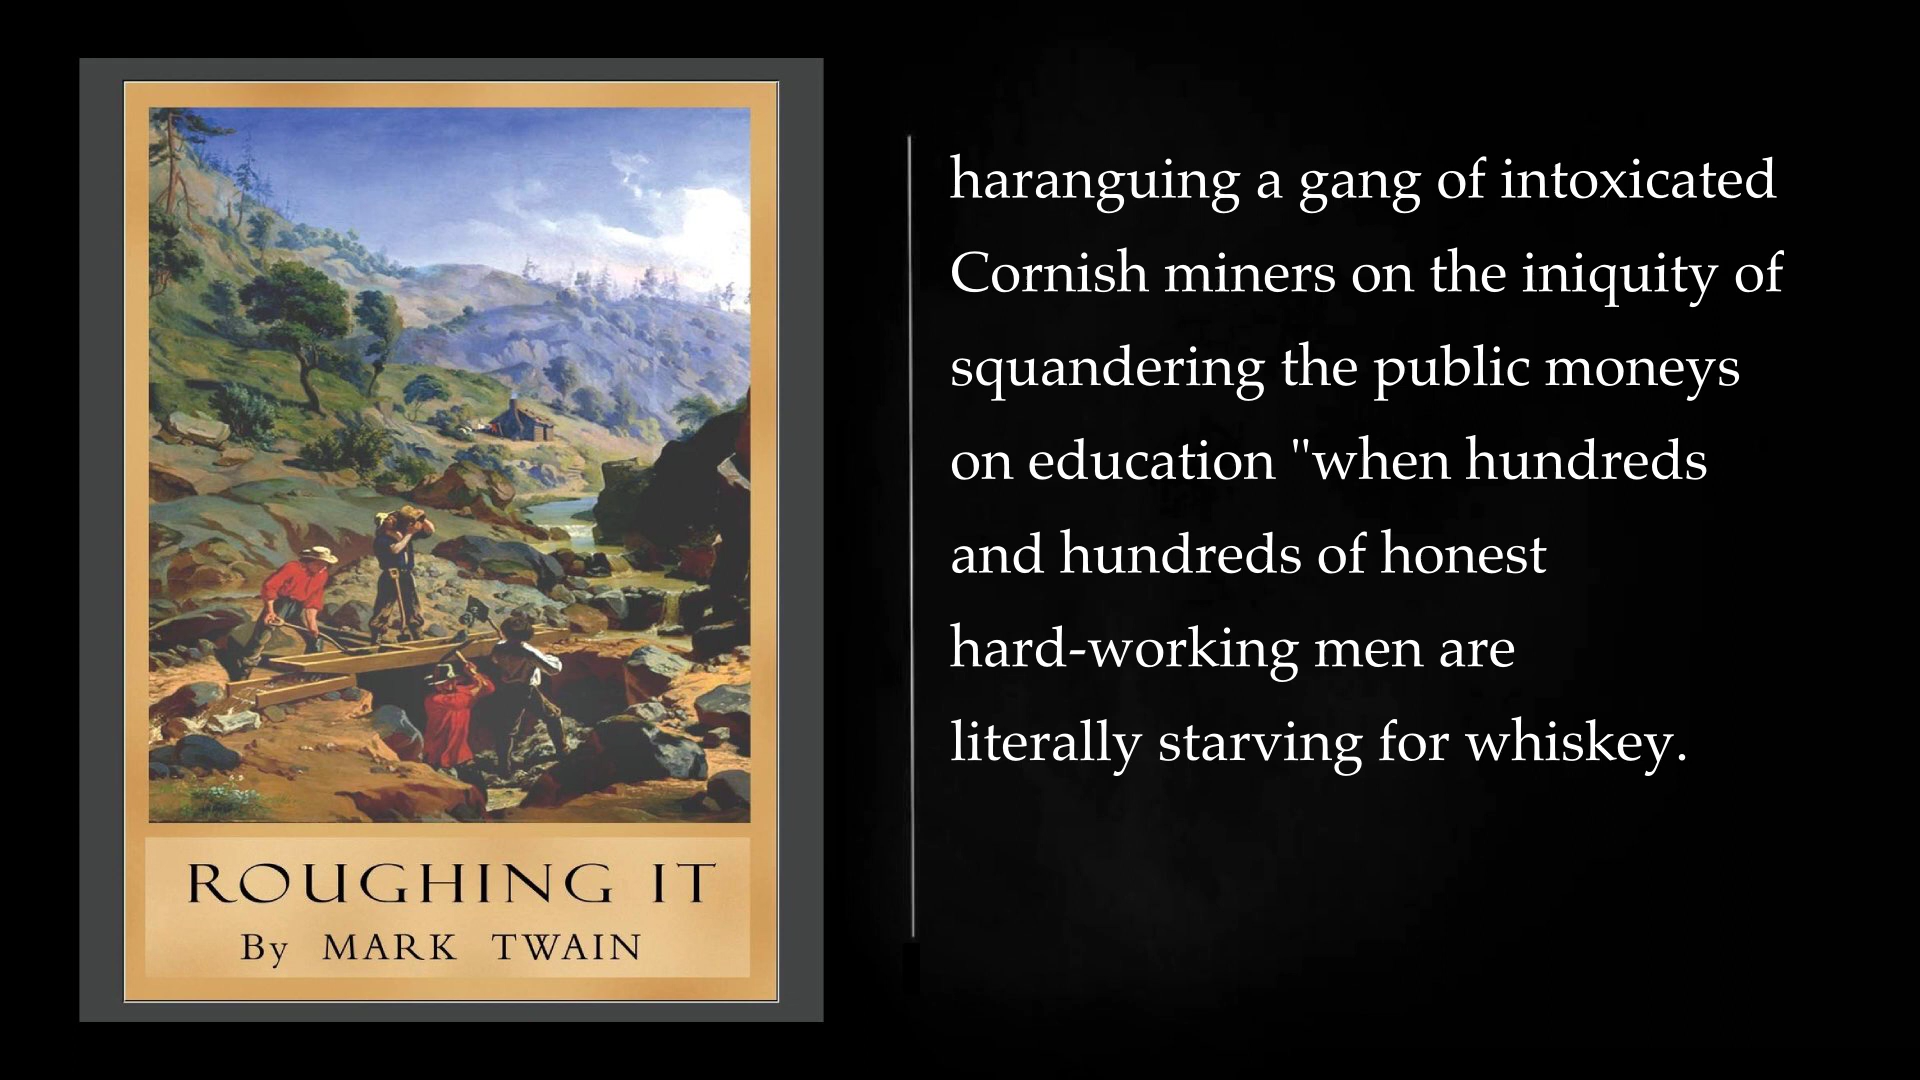 haranguing a gang of intoxicated
Cornish miners on the iniquity of
squandering the public moneys
on education "when hundreds
and hundreds of honest
hard-working men are
literally starving for whiskey.
ROUGHING IT
By MARK TWAIN